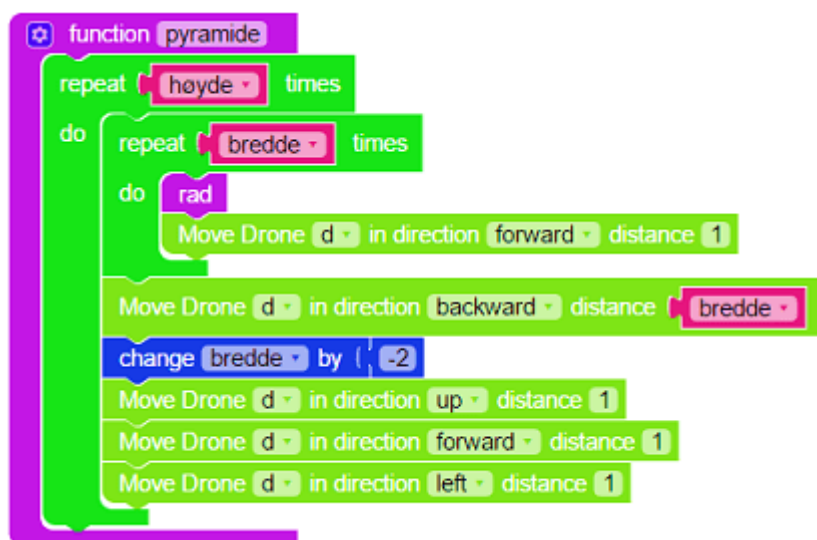 function pyramide
repeat høyde times
do repeat bredde times
do rad
Move Drone d in direction forward distance 1
Move Drone d in direction backward distance bredde
change bredde by -2
Move Drone d in direction up distance 1
Move Drone d in direction forward distance 1
Move Drone d in direction left distance 1